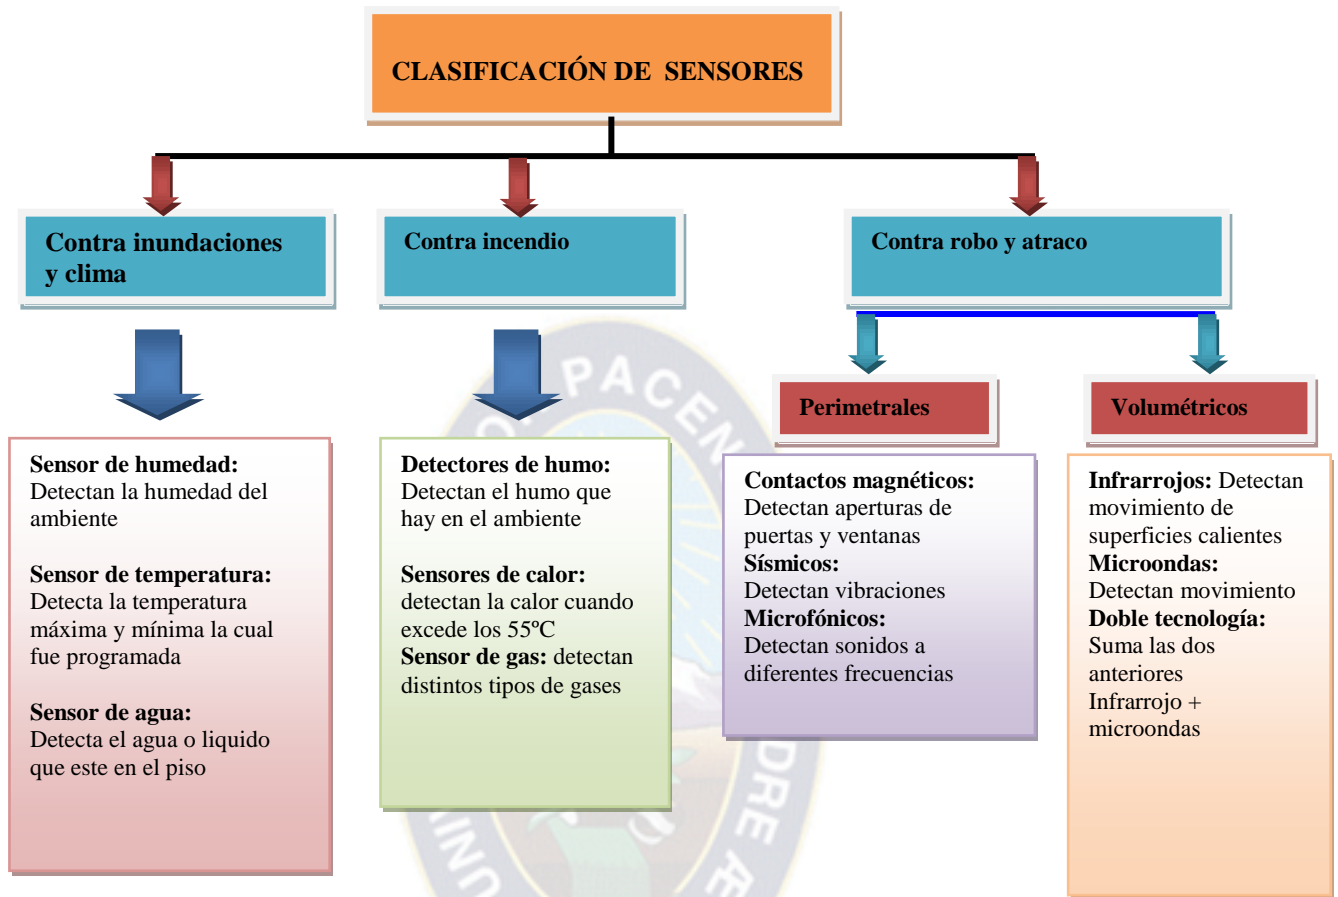 CLASIFICACIÓN DE SENSORES
Contra inundaciones
y clima
Contra incendio
Contra robo y atraco
Perimetrales
Volumétricos
Sensor de humedad:
Detectan la humedad del
ambiente
Sensor de temperatura:
Detecta la temperatura
máxima y mínima la cual
fue programada
Sensor de agua:
Detecta el agua o liquido
que este en el piso
Detectores de humo:
Detectan el humo que
hay en el ambiente
Sensores de calor:
detectan la calor cuando
excede los 55ºC
Sensor de gas: detectan
distintos tipos de gases
Contactos magnéticos:
Detectan aperturas de
puertas y ventanas
Sísmicos:
Detectan vibraciones
Microfónicos:
Detectan sonidos a
diferentes frecuencias
Infrarrojos: Detectan
movimiento de
superficies calientes
Microondas:
Detectan movimiento
Doble tecnología:
Suma las dos
anteriores
Infrarrojo +
microondas